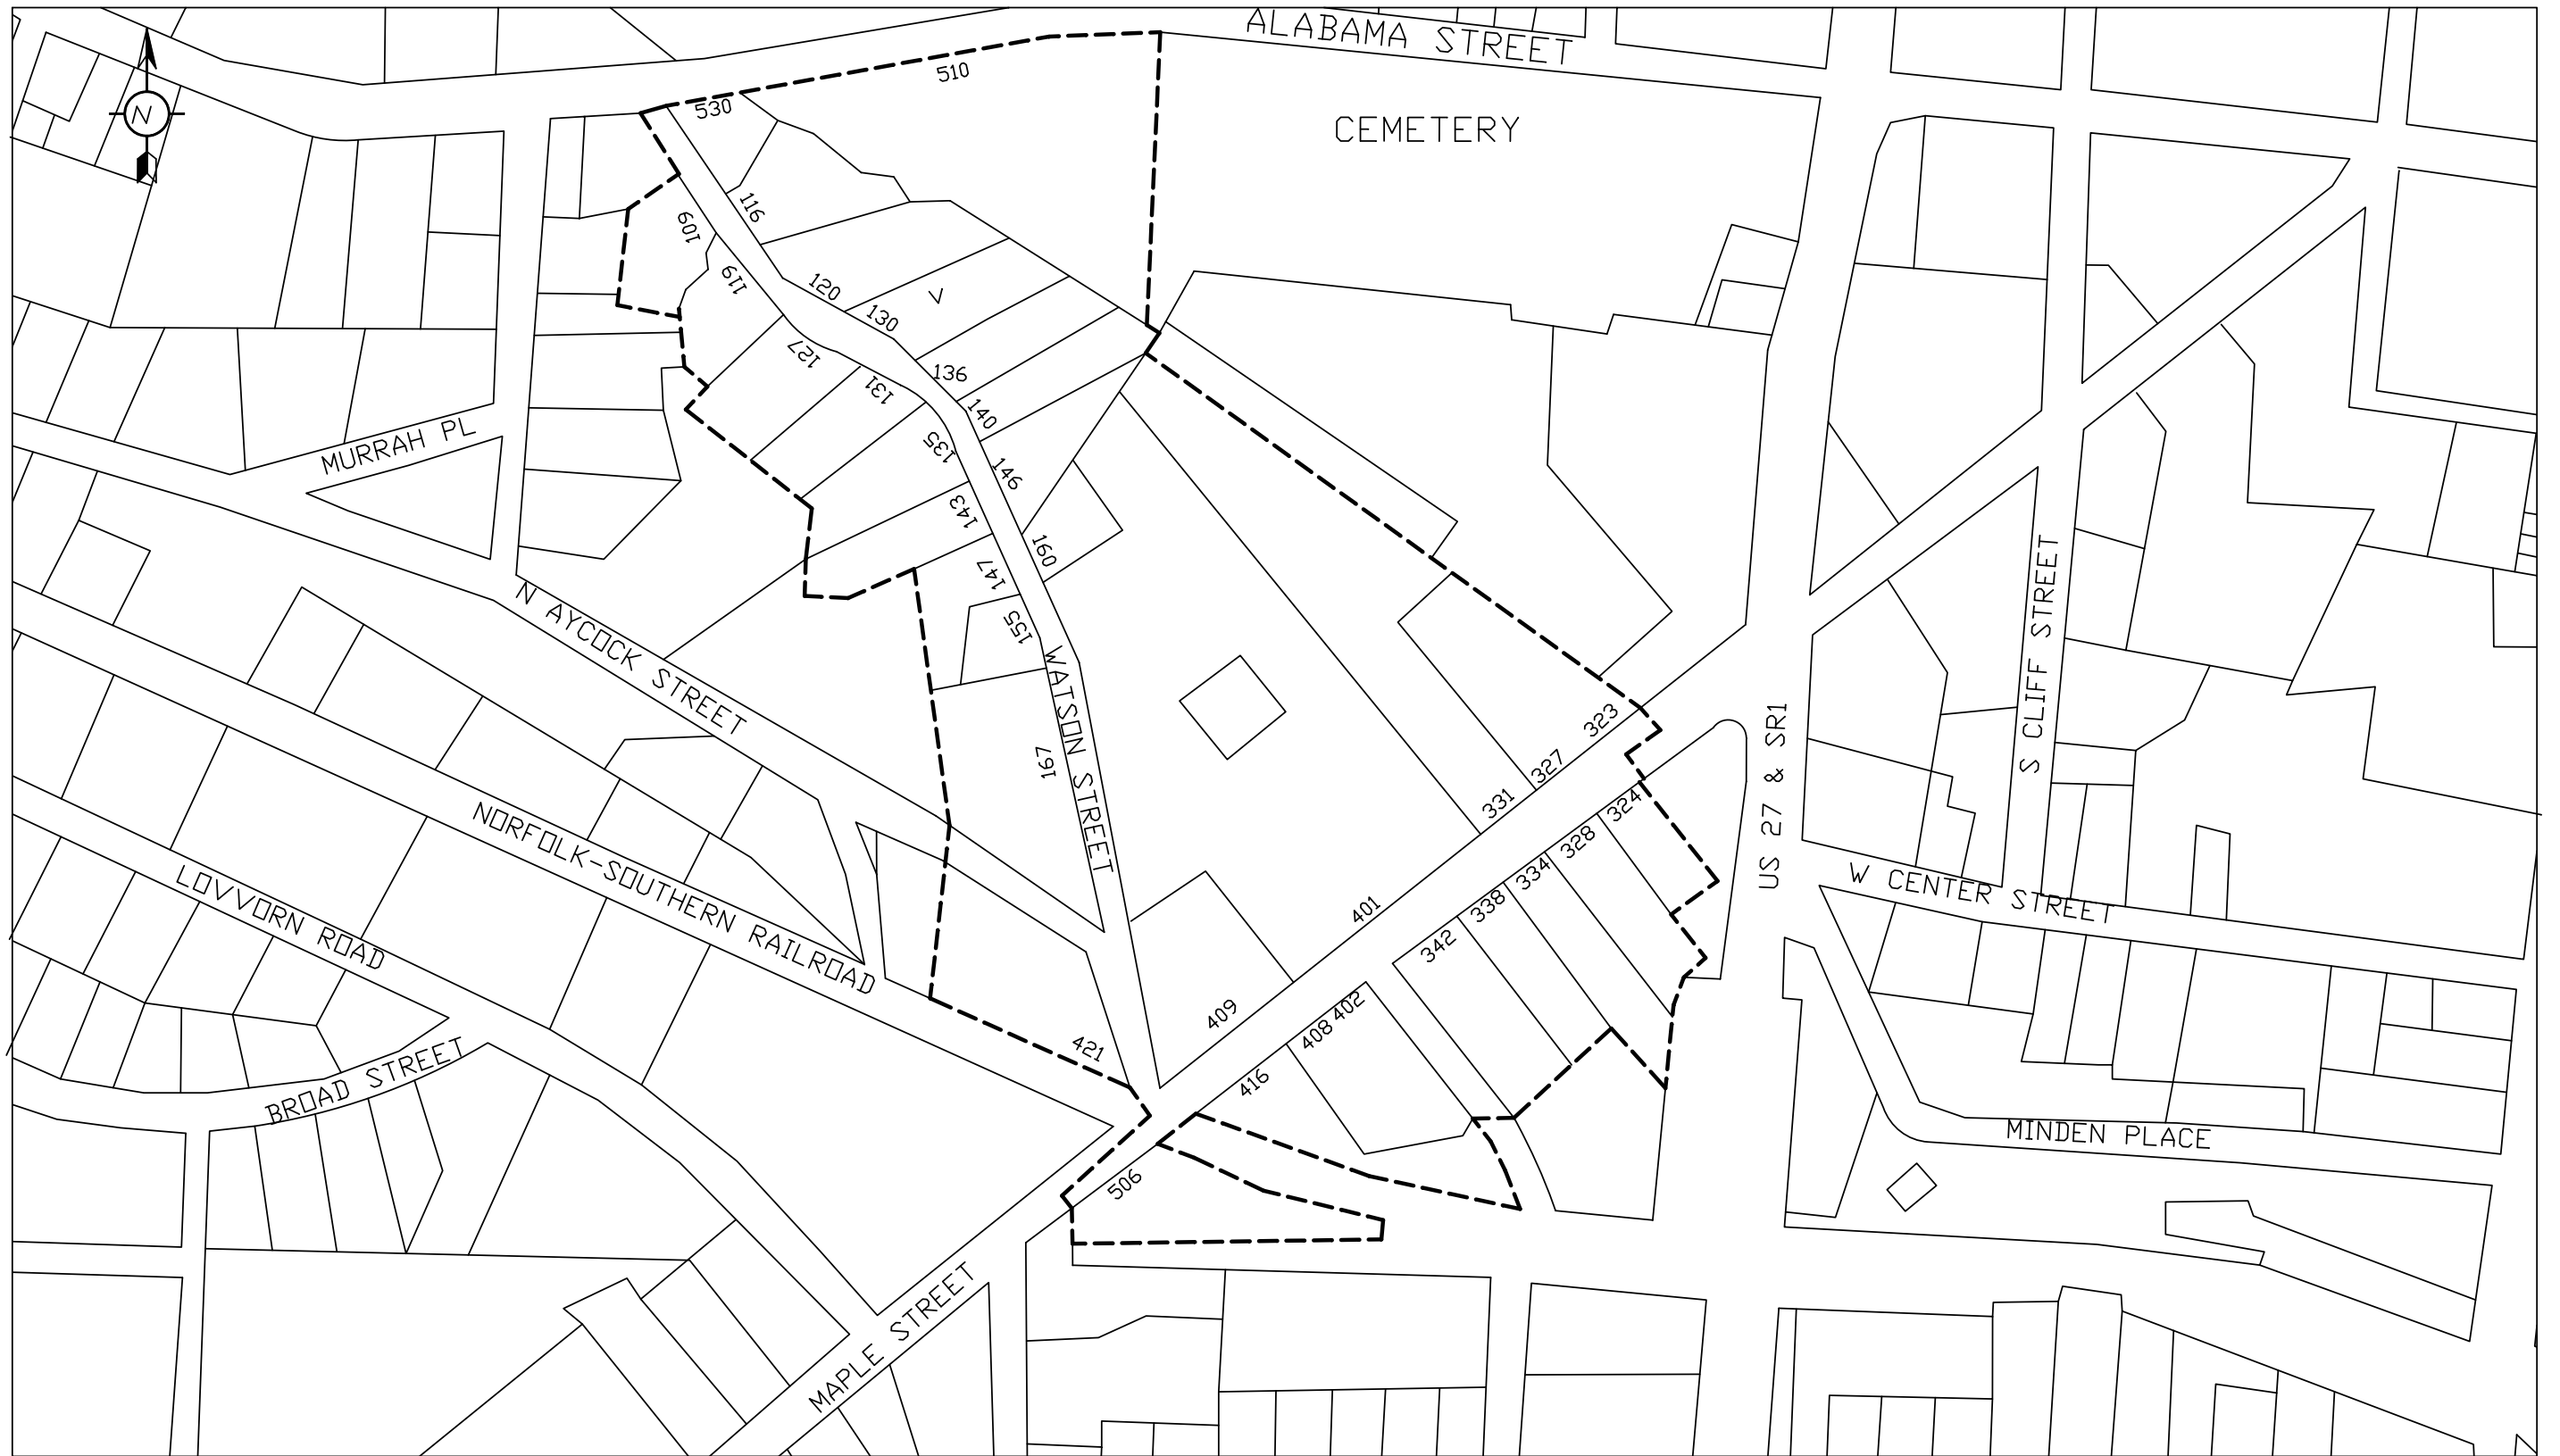 ALABAMA STREET
510
530
N
CEMETERY
116
109
119
120
V
130
127
136
131
140
135
MURRAH PL
146
143
160
147
N AYCOCK STREET
155
WATSON STREET
S CLIFF STREET
167
323
327
US 27 & SR1
331
324
NORFOLK-SOUTHERN RAILROAD
328
334
LOVVORN ROAD
W CENTER STREET
338
401
342
402
409
408
421
416
BROAD STREET
MINDEN PLACE
506
MAPLE STREET